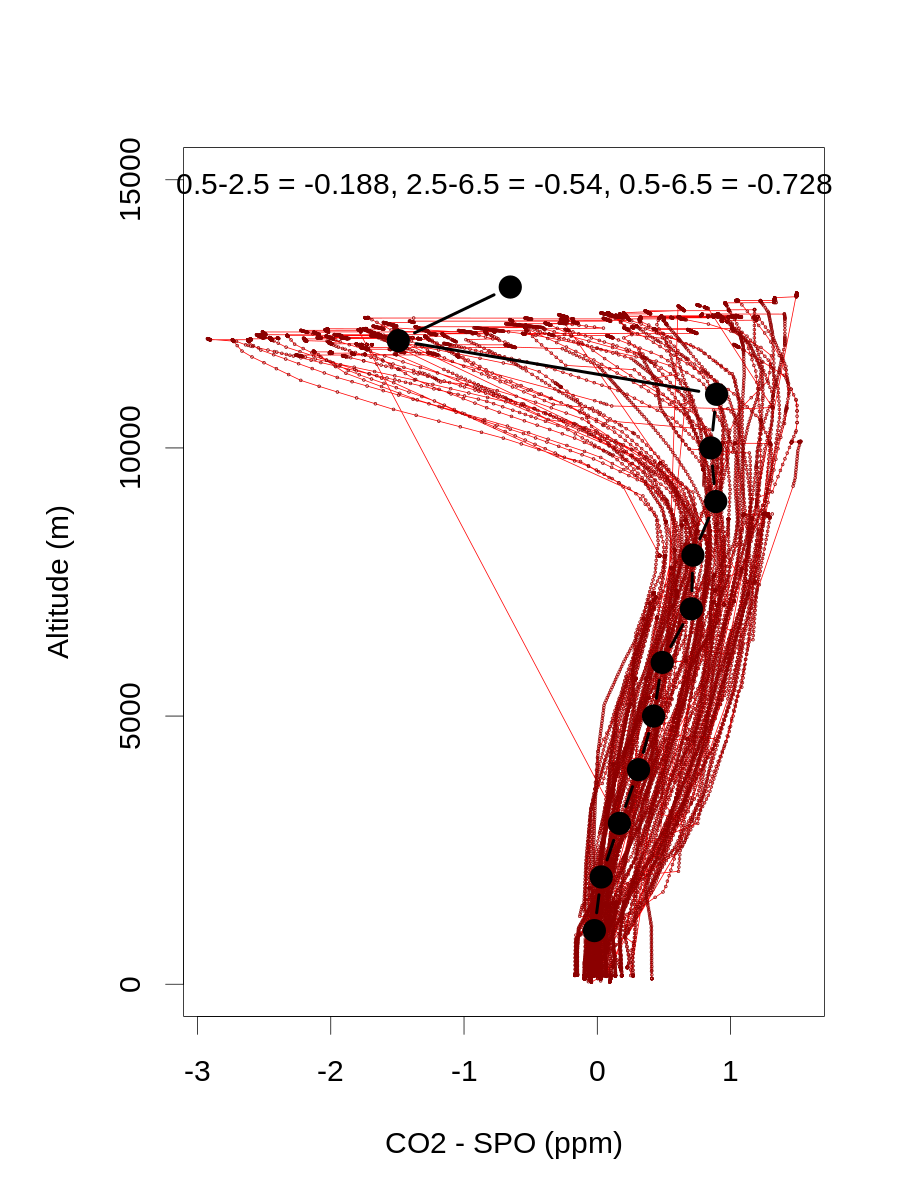 0.5-2.5 = -0.188, 2.5-6.5 = -0.54, 0.5-6.5 = -0.728
15000
10000
5000
0
Altitude (m)
-3 -2 -1 0 1
CO2 - SPO (ppm)